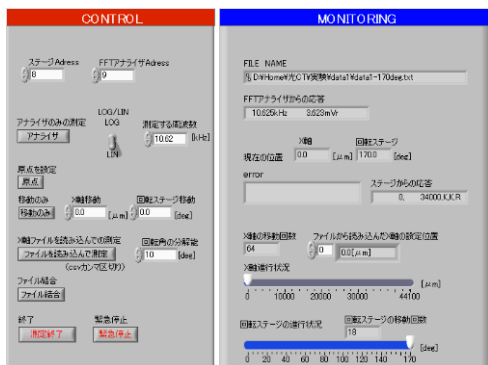 CONTROL
ステージAdress
FFTアナライザAdress
8
9
アナライザのみの測定
アナライザ
LOG/LIN
LOG
LIN
測定する周波数
10.62
[kHz]
原点を設定
原点
移動のみ
移動のみ
X軸移動
0.0
[μm]
回転ステージ移動
0.0
[deg]
X軸ファイルを読み込んでの測定
ファイルを読み込んで測定
(csvカンマ区切り)
回転角の分解能
10
[deg]
ファイル結合
ファイル結合
終了
測定終了
緊急停止
緊急停止
MONITORING
FILE NAME
D:¥Home¥光CT¥実験¥data1¥data1-170deg.txt
FFTアナライザからの応答
10.625kHz 3.623mVr
現在の位置
X軸
0.0
[μm]
回転ステージ
170.0
[deg]
error
ステージからの応答
0, 34000,K,K,R
X軸の移動回数
64
ファイルから読み込んだX軸の設定位置
0
0.0[μm]
X軸進行状況
[μm]
0 10000 20000 30000 44100
回転ステージの進行状況
回転ステージの移動回数
18
[deg]
0 20 40 60 80 100 120 140 170